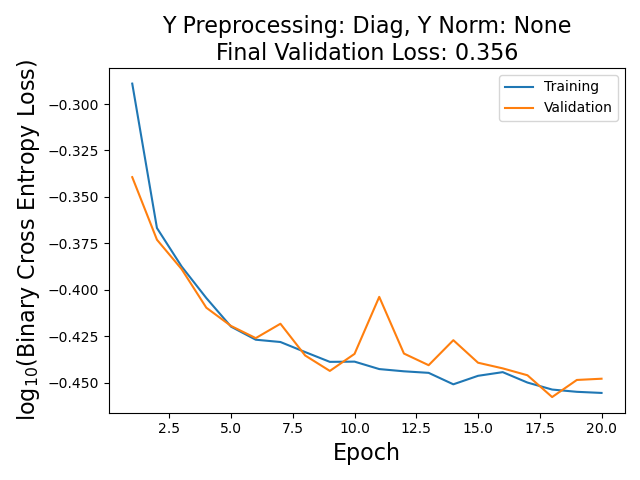 Y Preprocessing: Diag, Y Norm: None
Final Validation Loss: 0.356
Training
Validation
−0.300
−0.325
−0.350
−0.375
−0.400
−0.425
−0.450
log₁₀(Binary Cross Entropy Loss)
2.5 5.0 7.5 10.0 12.5 15.0 17.5 20.0
Epoch